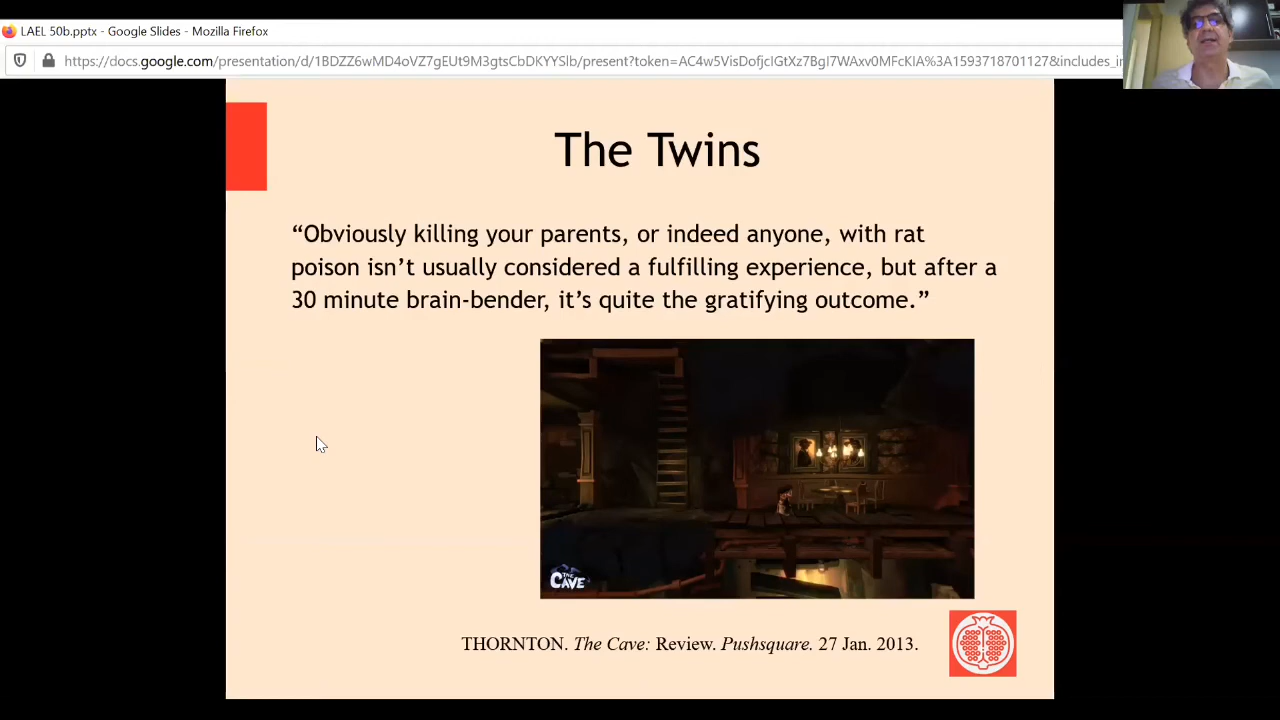 LAEL 50b.pptx - Google Slides - Mozilla Firefox
https://docs.google.com/presentation/d/1BDZZ6wMD4oVZ7gEUt9M3gtsCbDKYYSlb/present?token=AC4w5VisDofjclGtXz7BgI7WAxv0MFcKIA%3A1593718701127&includes_i
The Twins
“Obviously killing your parents, or indeed anyone, with rat
poison isn’t usually considered a fulfilling experience, but after a
30 minute brain-bender, it’s quite the gratifying outcome.”
THE
CAVE
THORNTON. The Cave: Review. Pushsquare. 27 Jan. 2013.